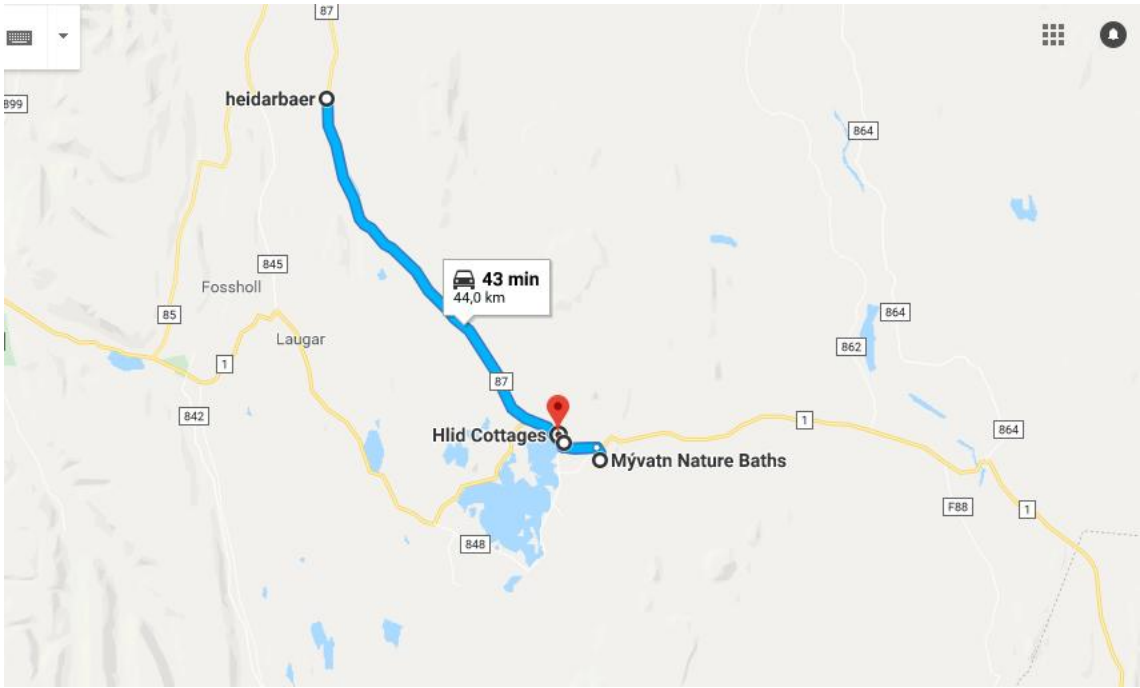 87
899
heidarbaer
864
845
Fossholl
43 min
44,0 km
85
864
Laugar
862
1
87
842
1
Hlid Cottages
864
Mývatn Nature Baths
F88
1
848